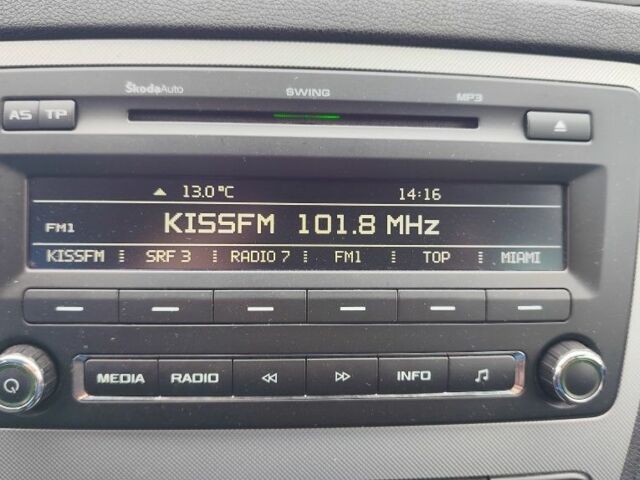 ŠkodaAuto SWING MP3
AS TP
13.0 °C 14:16
FM1 KISSFM 101.8 MHz
KISSFM SRF 3 RADIO 7 FM1 TOP MIAMI
MEDIA RADIO INFO